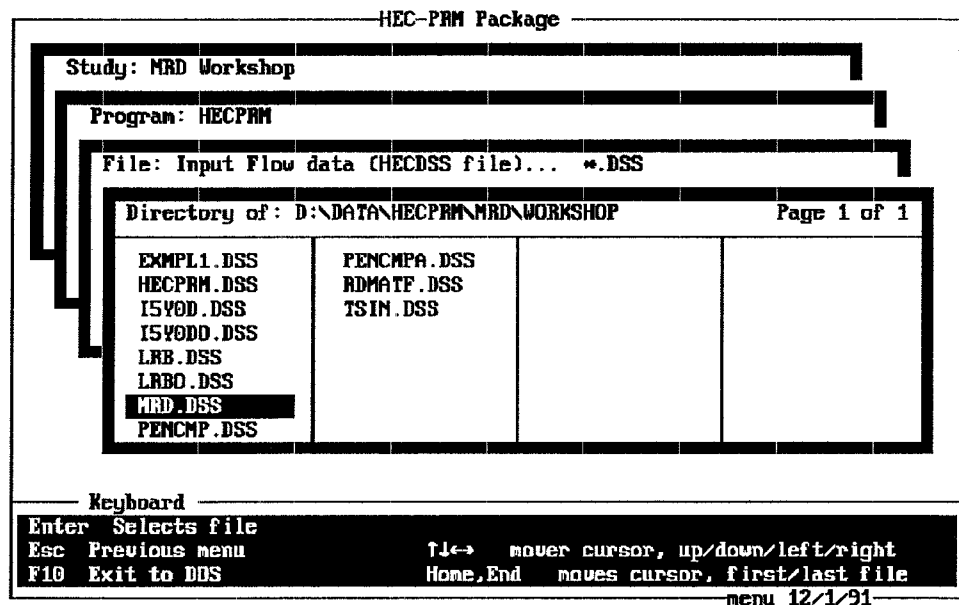 HEC-PRM Package
Study: MRD Workshop
Program: HECPRM
File: Input Flow data (HECDSS file)... *.DSS
Directory of: D:\DATA\HECPRM\MRD\WORKSHOP Page 1 of 1
EXMPL1.DSS PENCMPA.DSS
HECPRM.DSS RDMATF.DSS
I5Y0D.DSS TSIN.DSS
I5Y0DD.DSS
LRB.DSS
LRBO.DSS
MRD.DSS
PENCMP.DSS
Keyboard
Enter Selects file
Esc Previous menu ↑↓↔ mover cursor, up/down/left/right
F10 Exit to DOS Home,End moves cursor, first/last file
menu 12/1/91